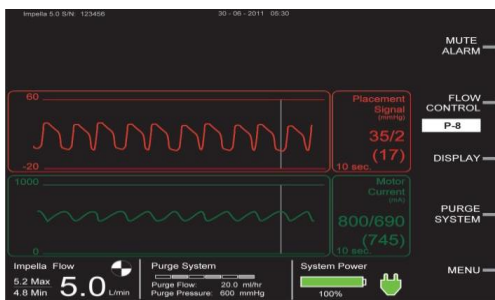 Impella 5.0 S/N: 123456
30 - 06 - 2011 06:30
MUTE
ALARM
60
-20
Placement
Signal
(mmHg)
35/2
(17)
10 sec.
FLOW
CONTROL
P-8
DISPLAY
1000
0
Motor
Current
(mA)
800/690
(745)
10 sec.
PURGE
SYSTEM
Impella Flow
5.2 Max
4.8 Min
5.0 L/min
Purge System
Purge Flow: 20.0 ml/hr
Purge Pressure: 600 mmHg
System Power
100%
MENU